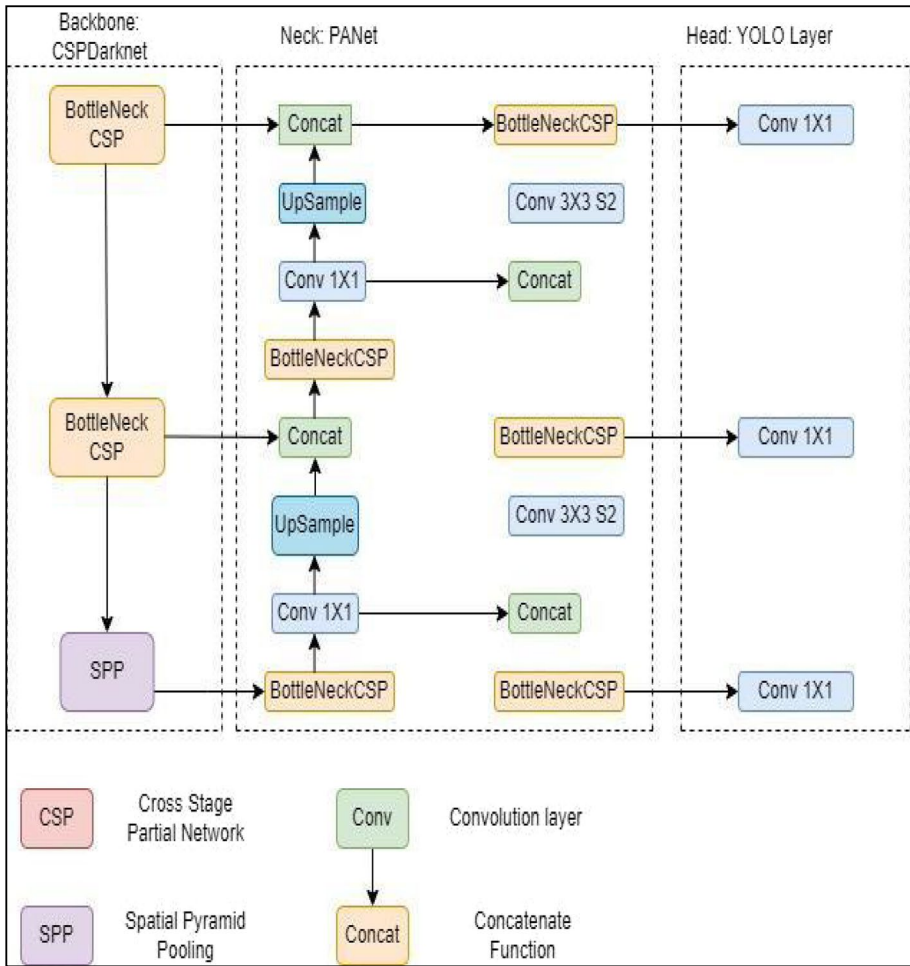 Backbone:
CSPDarknet
Neck: PANet
Head: YOLO Layer
BottleNeck
CSP
Concat
BottleNeckCSP
Conv 1X1
UpSample
Conv 3X3 S2
Conv 1X1
Concat
BottleNeckCSP
BottleNeck
CSP
Concat
BottleNeckCSP
Conv 1X1
UpSample
Conv 3X3 S2
Conv 1X1
Concat
SPP
BottleNeckCSP
BottleNeckCSP
Conv 1X1
CSP
Cross Stage
Partial Network
Conv
Convolution layer
SPP
Spatial Pyramid
Pooling
Concat
Concatenate
Function